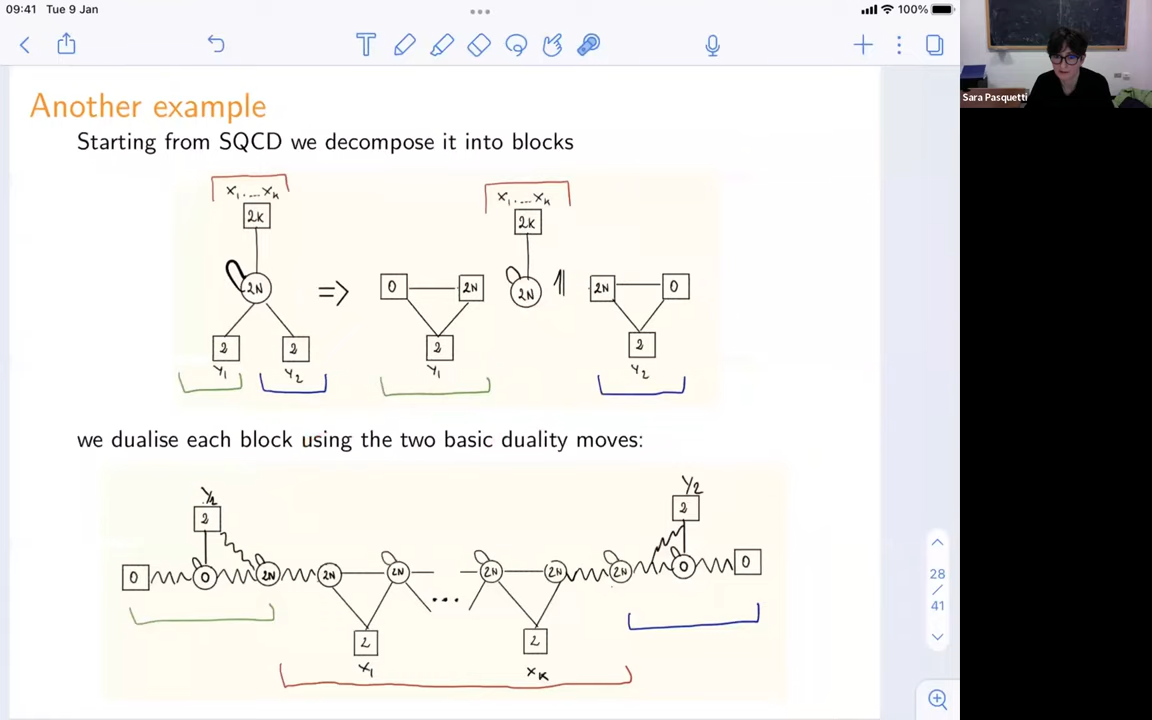 09:41 Tue 9 Jan
100%
Sara Pasquetti
Another example
Starting from SQCD we decompose it into blocks
x₁....xₖ
x₁....xₖ
2K
2K
2N
=>
0
2N
2N
1
2N
0
2
2
2
2
y₁
y₂
y₁
y₂
we dualise each block using the two basic duality moves:
y₂
2
2
0
0
2N
2N
2N
...
2N
2N
2N
0
0
2
2
x₁
xₖ
28
/
41